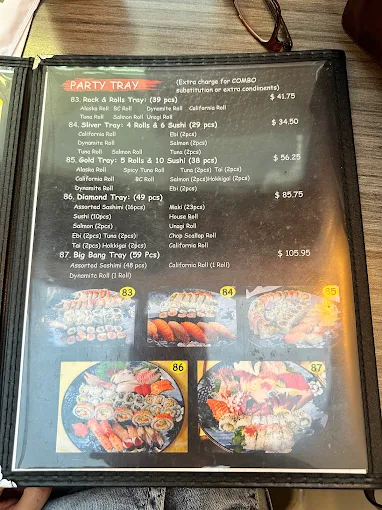 PARTY TRAY
(Extra charge for COMBO
substitution or extra condiments)
83. Rock & Rolls Tray: (39 pcs) $ 41.75
Alaska Roll BC Roll Dynamite Roll California Roll
Tuna Roll Salmon Roll Unagi Roll
84. Sliver Tray: 4 Rolls & 6 Sushi (29 pcs) $ 34.50
California Roll Ebi (2pcs)
Dynamite Roll Salmon (2pcs)
Tuna Roll Salmon Roll Tuna (2pcs)
85. Gold Tray: 5 Rolls & 10 Sushi (38 pcs) $ 56.25
Alaska Roll Spicy Tuna Roll Tuna (2pcs) Tai (2pcs)
California Roll BC Roll Salmon (2pcs)Hokkigai (2pcs)
Dynamite Roll Ebi (2pcs)
86. Diamond Tray: (49 pcs) $ 85.75
Assorted Sashimi (16pcs) Maki (23pcs)
Sushi (10pcs) House Roll
Salmon (2pcs) Unagi Roll
Ebi (2pcs) Tuna (2pcs) Chop Scallop Roll
Tai (2pcs) Hokkigai (2pcs) California Roll
87. Big Bang Tray (59 Pcs) $ 105.95
Assorted Sashimi (48 pcs) California Roll (1 Roll)
Dynamite Roll (1 Roll)
83 84 85
86 87